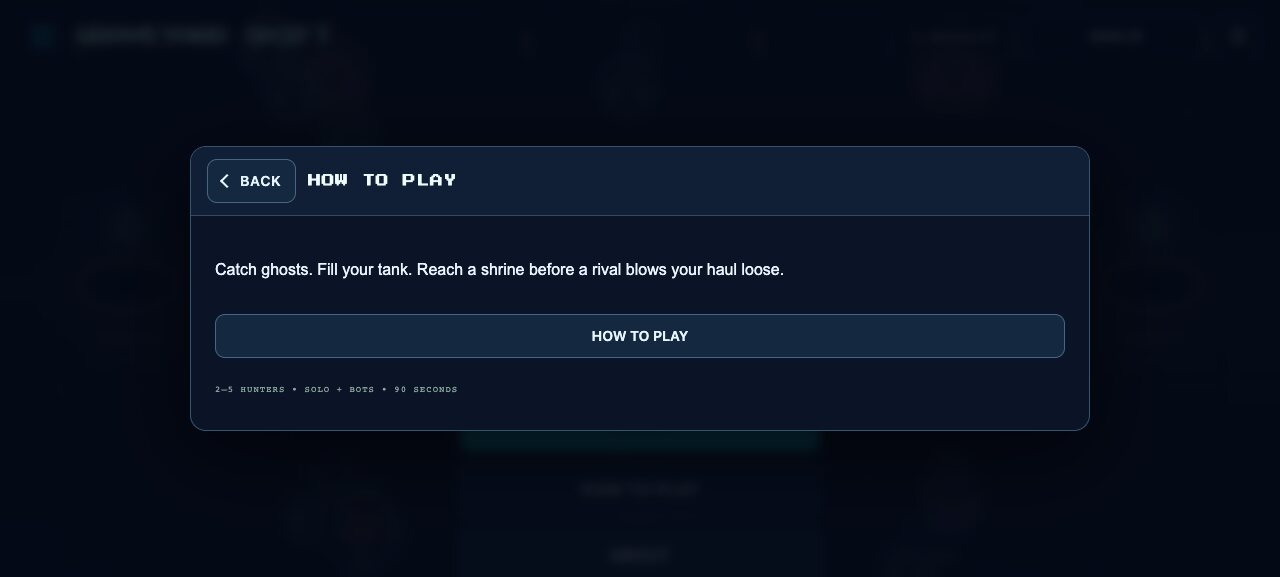 BACK
HOW TO PLAY
Catch ghosts. Fill your tank. Reach a shrine before a rival blows your haul loose.
HOW TO PLAY
2–5 HUNTERS • SOLO + BOTS • 90 SECONDS